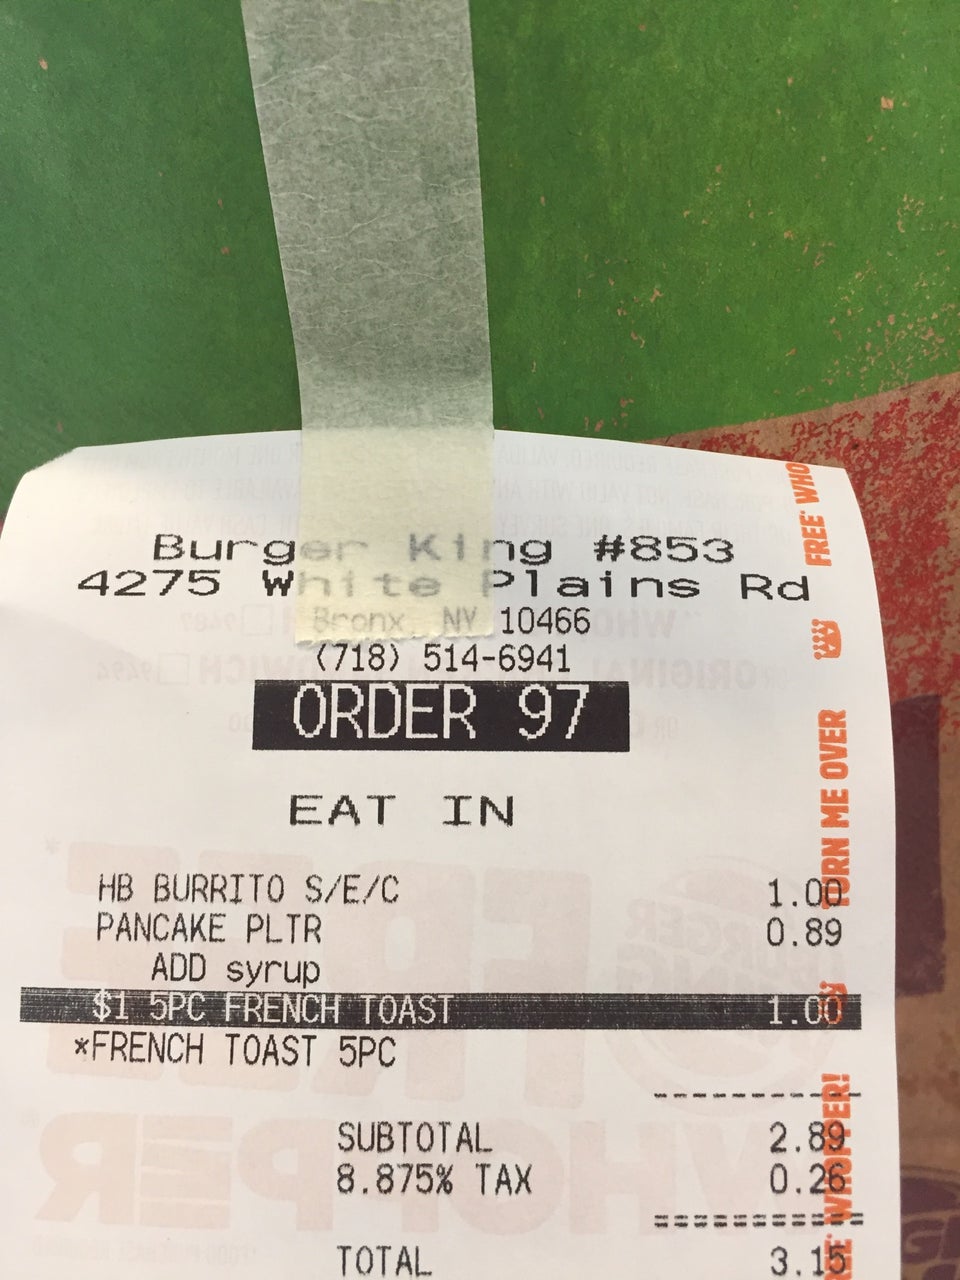 Burger King #853
4275 White Plains Rd
Bronx, NY 10466
(718) 514-6941
ORDER 97
EAT IN
HB BURRITO S/E/C 1.00
PANCAKE PLTR 0.89
ADD syrup
$1 5PC FRENCH TOAST 1.00
*FRENCH TOAST 5PC
SUBTOTAL 2.89
8.875% TAX 0.26
TOTAL 3.15
FREE WHO
TURN ME OVER
WHOPPER!